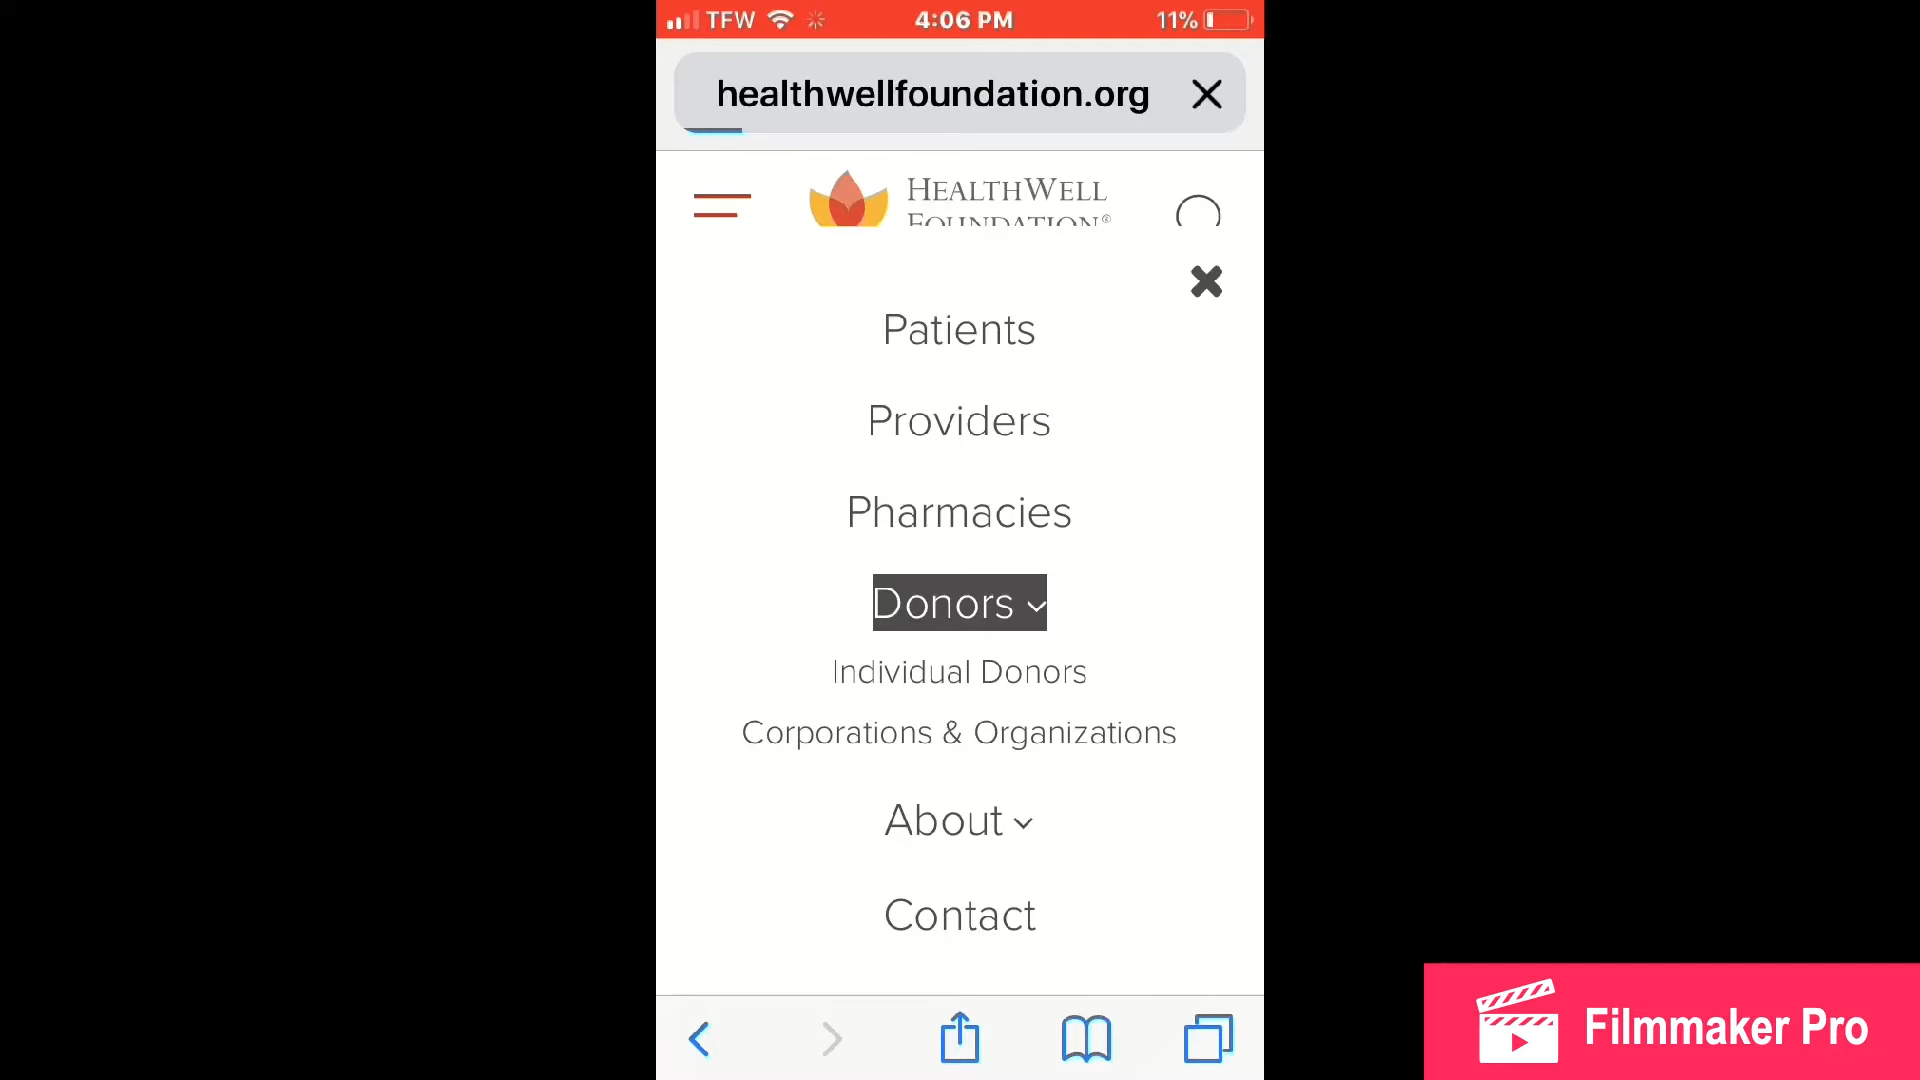 TFW 4:06 PM 11%
healthwellfoundation.org
HEALTHWELL
FOUNDATION®
Patients
Providers
Pharmacies
Donors
Individual Donors
Corporations & Organizations
About
Contact
Filmmaker Pro